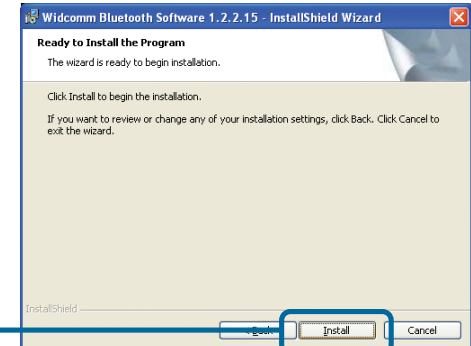 Widcomm Bluetooth Software 1.2.2.15 - InstallShield Wizard
Ready to Install the Program
The wizard is ready to begin installation.
Click Install to begin the installation.
If you want to review or change any of your installation settings, click Back. Click Cancel to
exit the wizard.
InstallShield
Install
Cancel